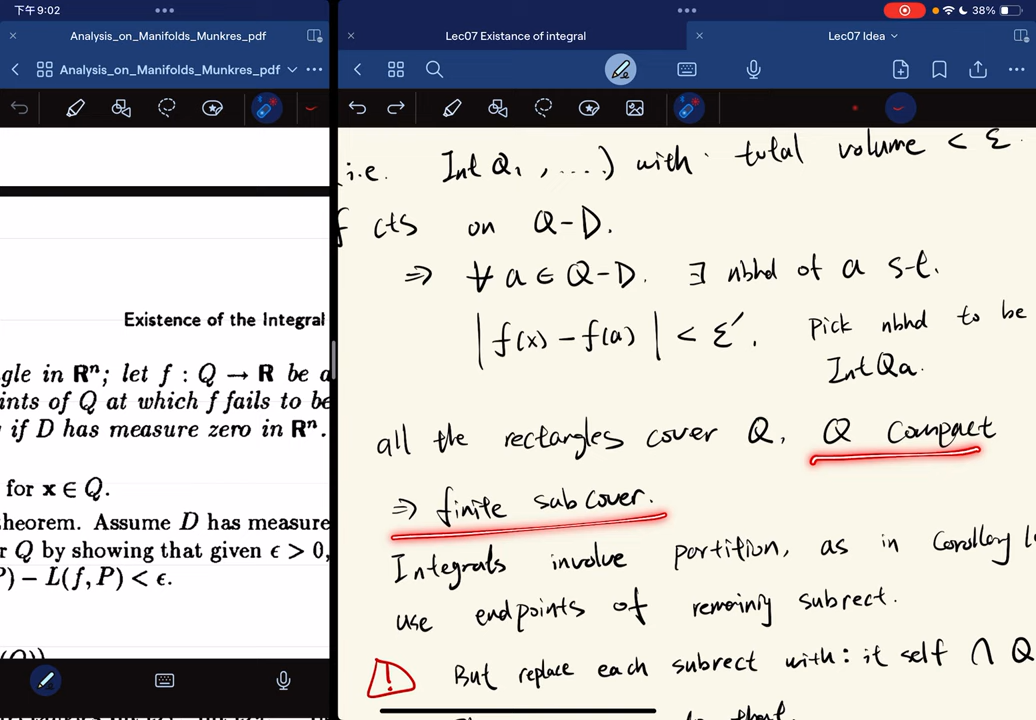 下午9:02
38%
Analysis_on_Manifolds_Munkres_pdf
Lec07 Existance of integral
Lec07 Idea
Analysis_on_Manifolds_Munkres_pdf
Existence of the Integral
gle in Rⁿ; let f : Q → R be a
ints of Q at which f fails to be
if D has measure zero in Rⁿ.
for x ∈ Q.
theorem. Assume D has measure
r Q by showing that given ϵ > 0,
P) − L(f, P) < ϵ.
(i.e. Int Q₁, ....) with total volume < ε.
f cts on Q-D.
⇒ ∀ a ∈ Q-D. ∃ nbhd of a s.t.
|f(x) - f(a)| < ε′. Pick nbhd to be
Int Qa.
all the rectangles cover Q, Q compact
⇒ finite subcover.
Integrals involve partition, as in Corollary
use endpoints of remaining subrect.
! But replace each subrect with: it self ∩ Q
that.